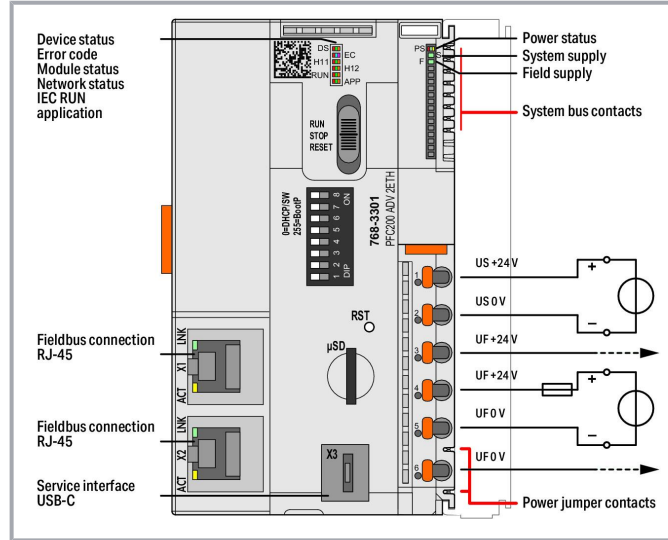 Device status
Error code
Module status
Network status
IEC RUN
application
DS
EC
H11
H12
RUN
APP
PS
S
F
Power status
System supply
Field supply
System bus contacts
RUN
STOP
RESET
0=DHCP/SW
255=BootP
ON
1 2 3 4 5 6 7 8
DIP
768-3301
PFC200 ADV 2ETH
RST
µSD
1
US +24 V
+
2
US 0 V
–
3
UF +24 V
4
UF +24 V
+
5
UF 0 V
–
6
UF 0 V
Power jumper contacts
Fieldbus connection
RJ-45
LNK
X1
ACT
Fieldbus connection
RJ-45
LNK
X2
ACT
X3
Service interface
USB-C